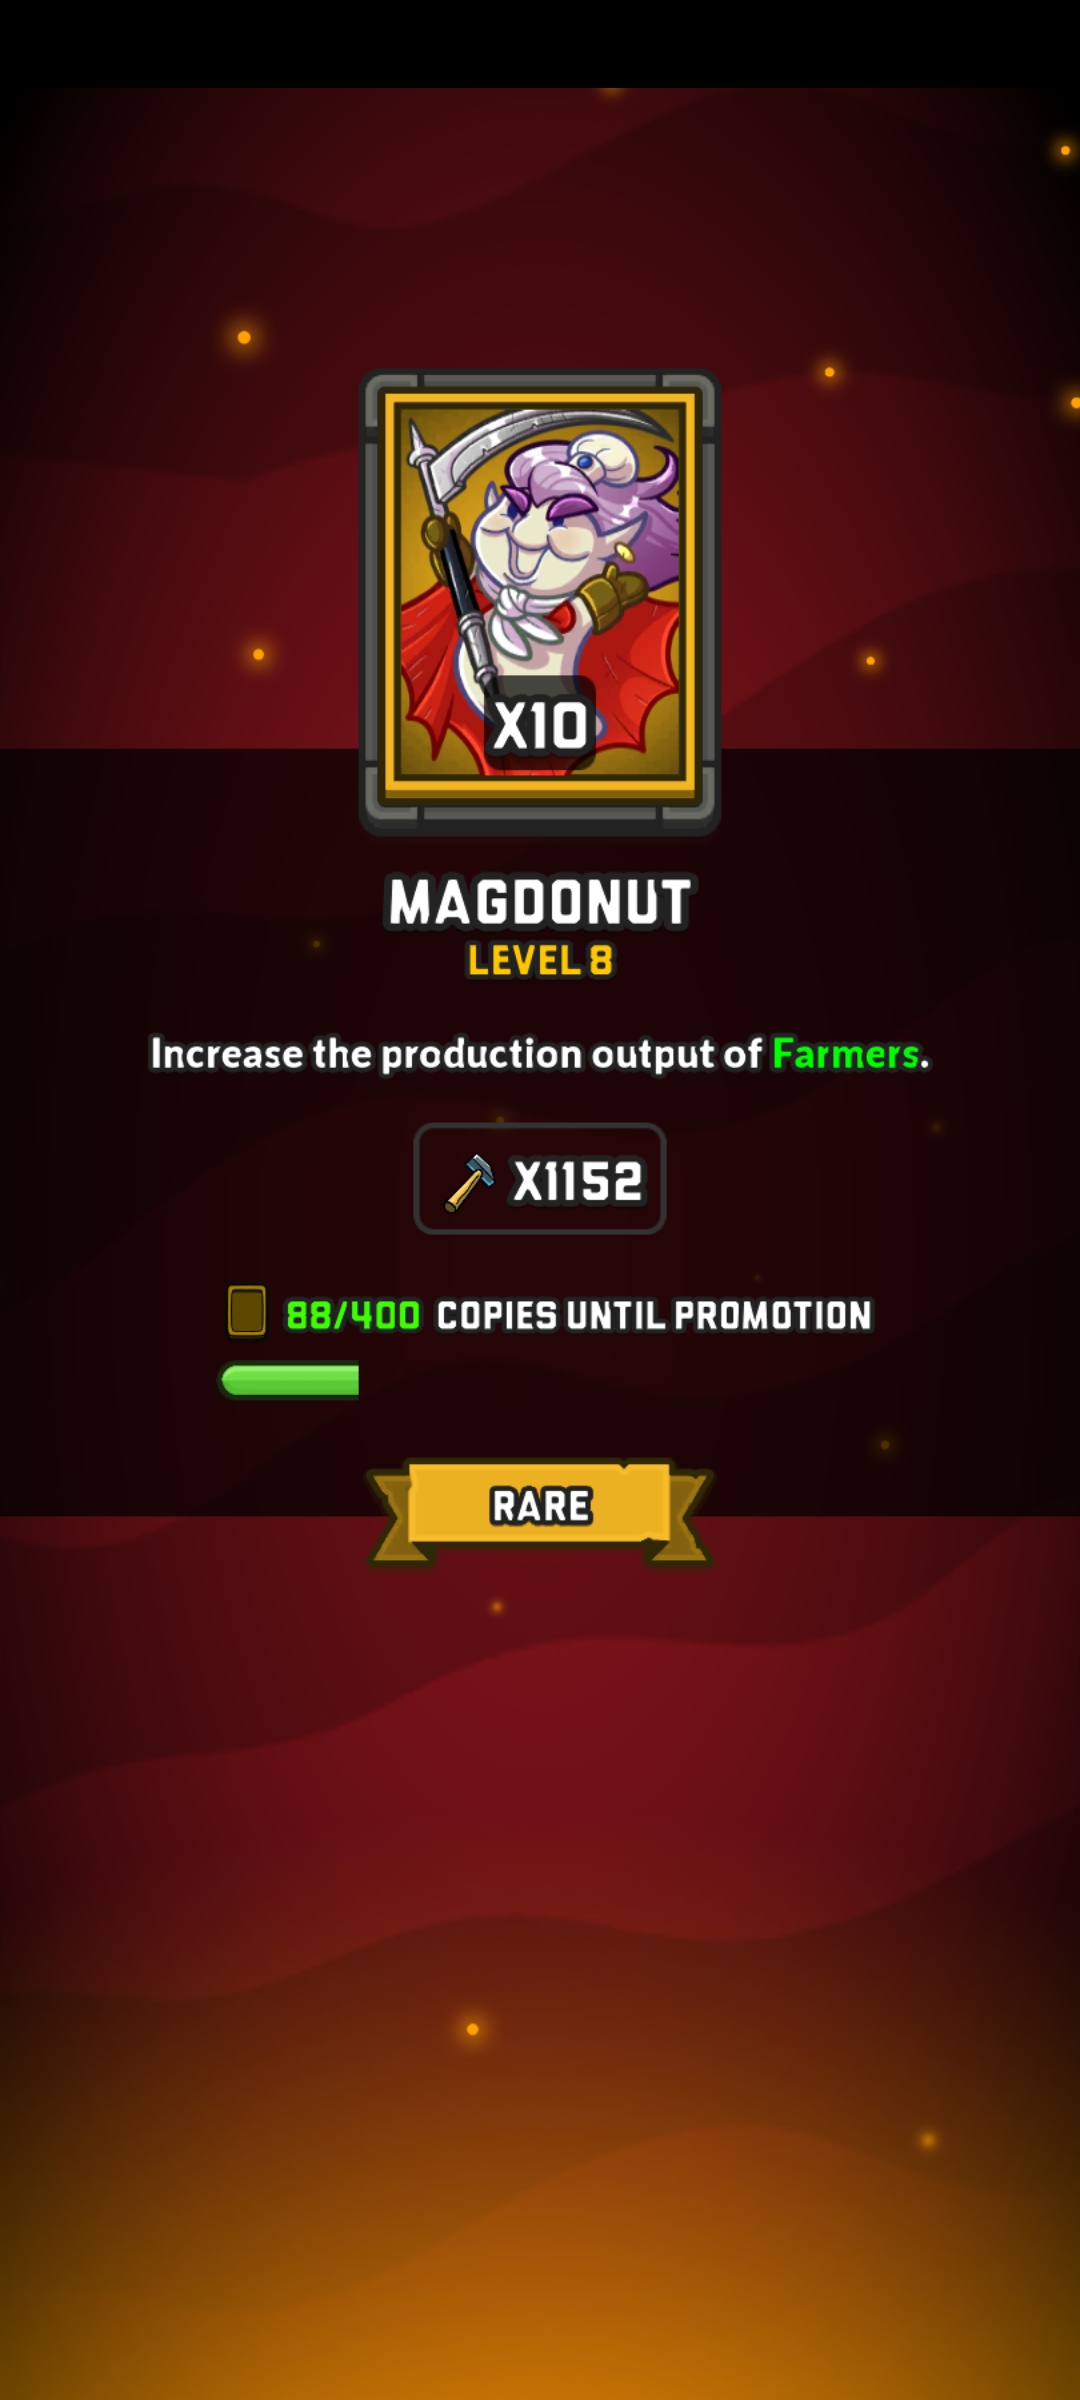 X10
MAGDONUT
LEVEL 8
Increase the production output of Farmers.
X1152
88/400 COPIES UNTIL PROMOTION
RARE